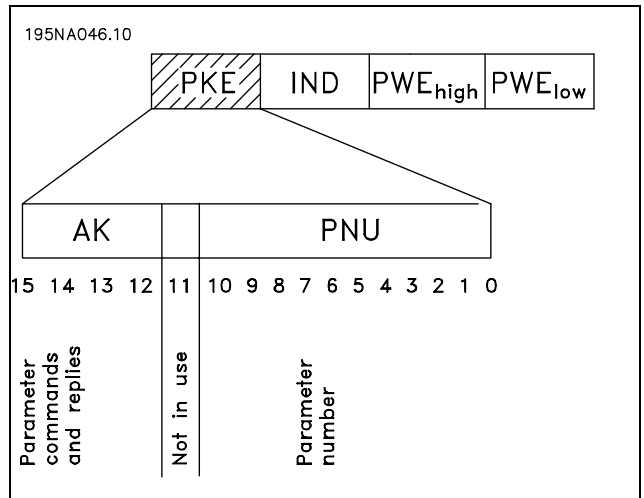 195NA046.10
PKE IND PWEhigh PWElow
AK PNU
15 14 13 12 11 10 9 8 7 6 5 4 3 2 1 0
Parameter
commands
and replies
Not in use
Parameter
number